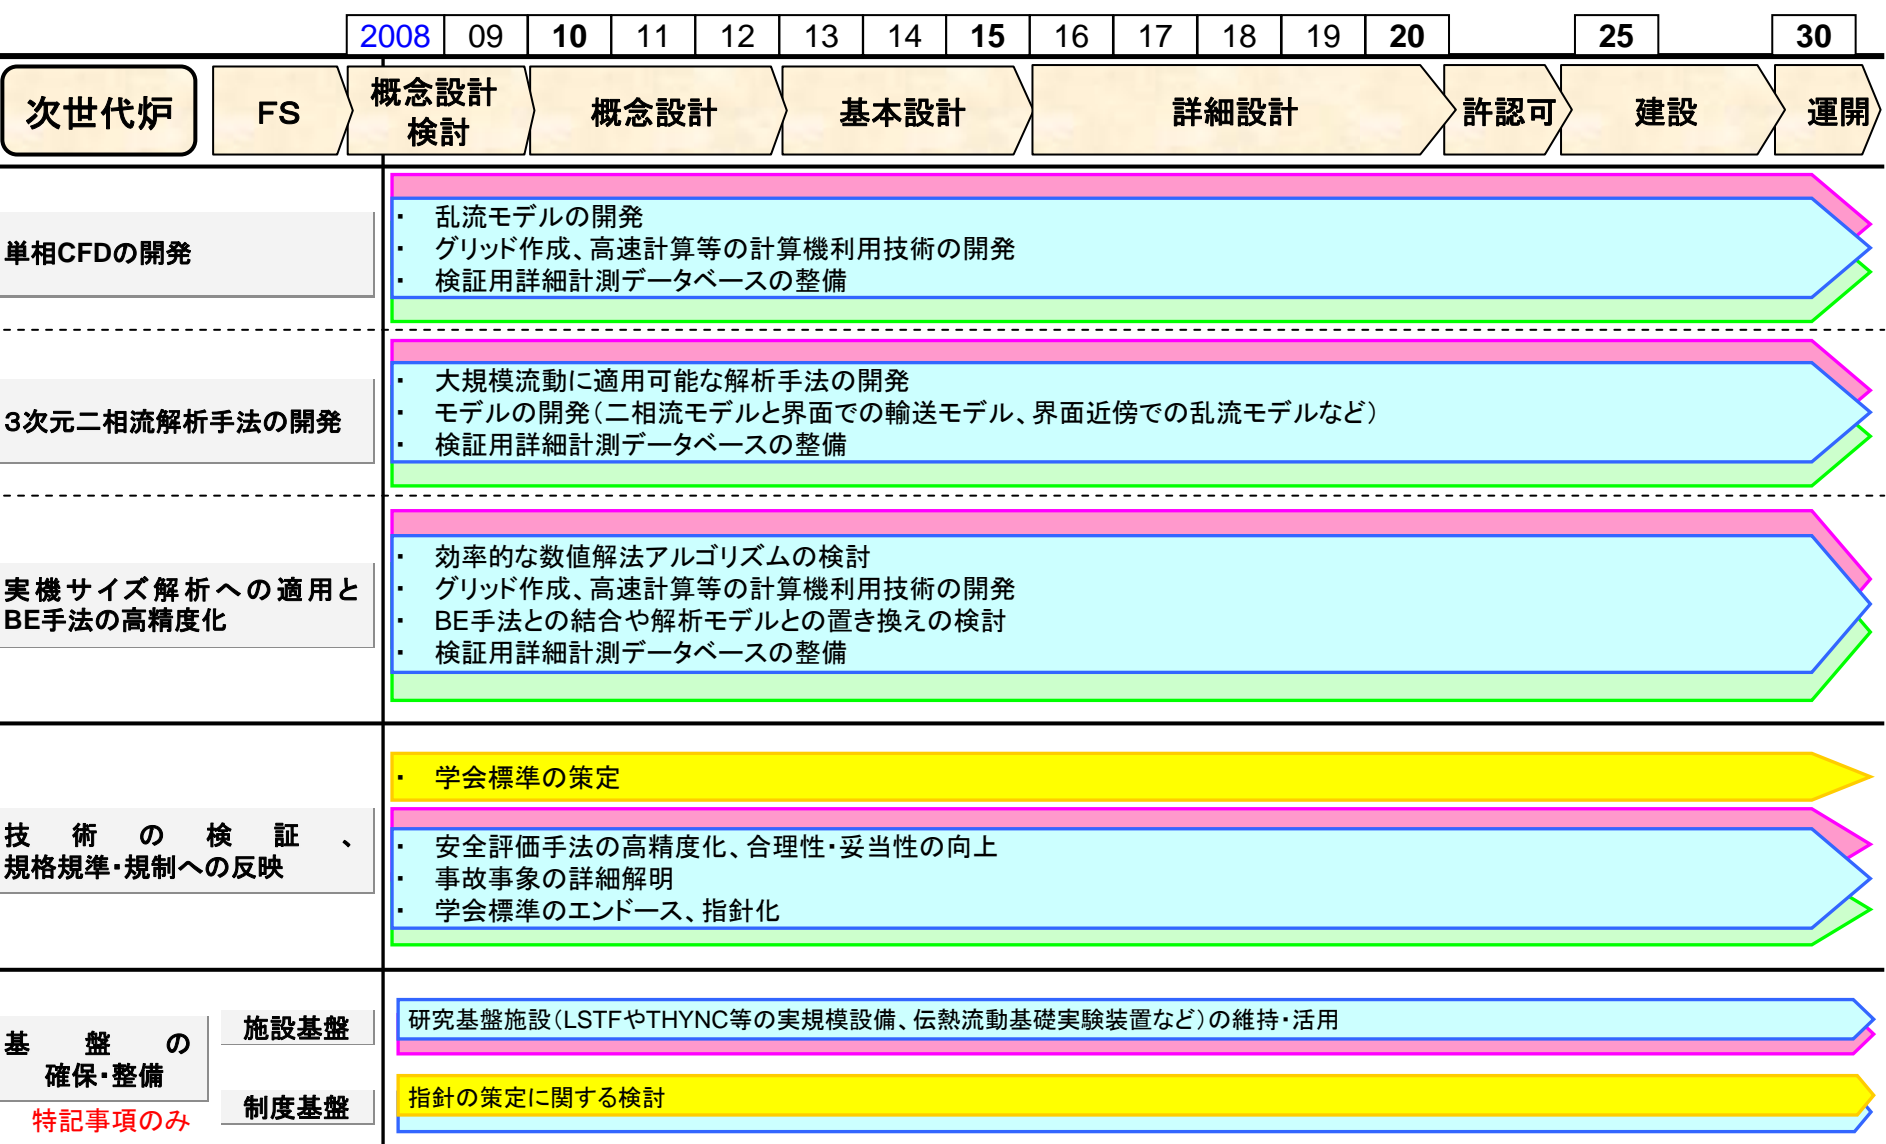 2008 09 10 11 12 13 14 15 16 17 18 19 20 25 30
次世代炉 FS 概念設計
検討 概念設計 基本設計 詳細設計 許認可 建設 運開
単相CFDの開発
・ 乱流モデルの開発
・ グリッド作成、高速計算等の計算機利用技術の開発
・ 検証用詳細計測データベースの整備
3次元二相流解析手法の開発
・ 大規模流動に適用可能な解析手法の開発
・ モデルの開発(二相流モデルと界面での輸送モデル、界面近傍での乱流モデルなど)
・ 検証用詳細計測データベースの整備
実機サイズ解析への適用と
BE手法の高精度化
・ 効率的な数値解法アルゴリズムの検討
・ グリッド作成、高速計算等の計算機利用技術の開発
・ BE手法との結合や解析モデルとの置き換えの検討
・ 検証用詳細計測データベースの整備
技術の検証、
規格規準・規制への反映
・ 学会標準の策定
・ 安全評価手法の高精度化、合理性・妥当性の向上
・ 事故事象の詳細解明
・ 学会標準のエンドース、指針化
基盤の
確保・整備
特記事項のみ
施設基盤
研究基盤施設(LSTFやTHYNC等の実規模設備、伝熱流動基礎実験装置など)の維持・活用
制度基盤
指針の策定に関する検討